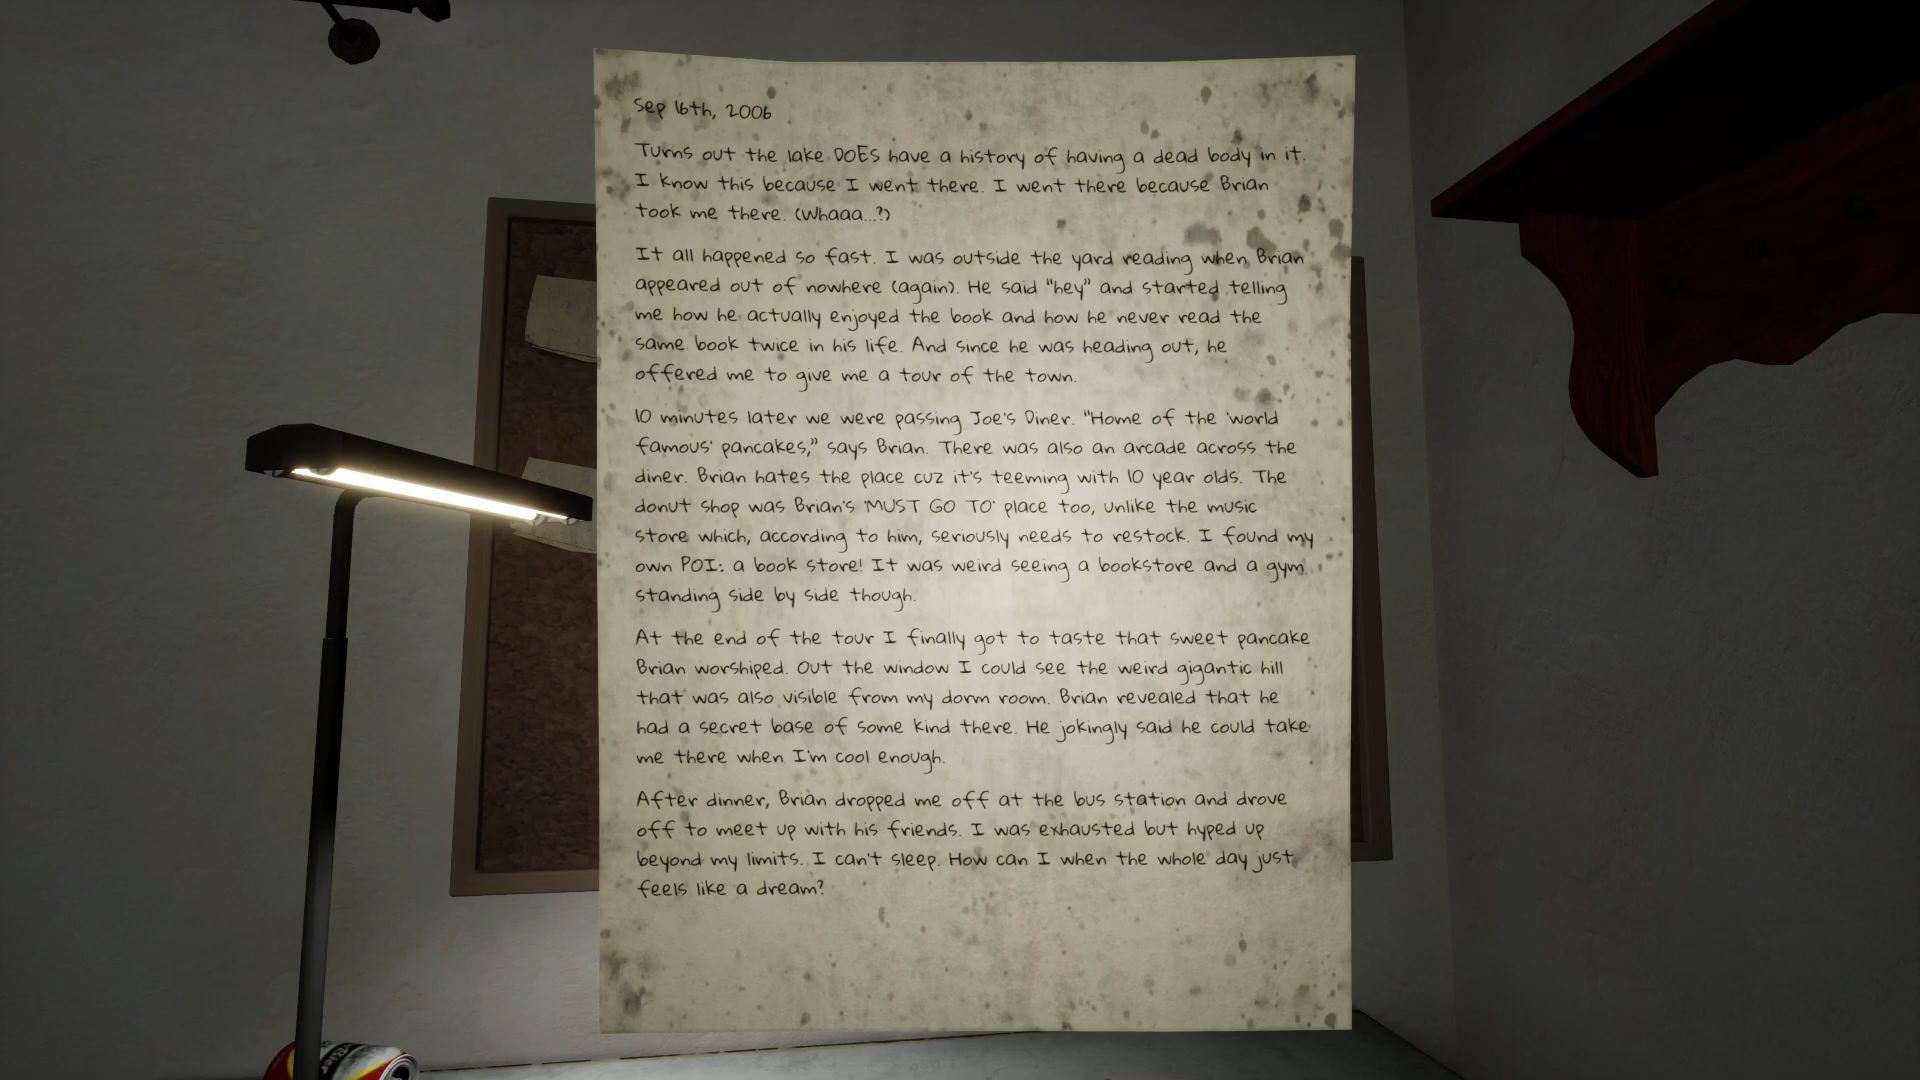 Sep 16th, 2006
Turns out the lake DOES have a history of having a dead body in it.
I know this because I went there. I went there because Brian
took me there. (Whaaa...?)
It all happened so fast. I was outside the yard reading when Brian
appeared out of nowhere (again). He said "hey" and started telling
me how he actually enjoyed the book and how he never read the
same book twice in his life. And since he was heading out, he
offered me to give me a tour of the town.
10 minutes later we were passing Joe's Diner. "Home of the 'world
famous' pancakes," says Brian. There was also an arcade across the
diner. Brian hates the place cuz it's teeming with 10 year olds. The
donut shop was Brian's 'MUST GO TO' place too, unlike the music
store which, according to him, seriously needs to restock. I found my
own POI: a book store! It was weird seeing a bookstore and a gym
standing side by side though.
At the end of the tour I finally got to taste that sweet pancake
Brian worshiped. Out the window I could see the weird gigantic hill
that was also visible from my dorm room. Brian revealed that he
had a secret base of some kind there. He jokingly said he could take
me there when I'm cool enough.
After dinner, Brian dropped me off at the bus station and drove
off to meet up with his friends. I was exhausted but hyped up
beyond my limits. I can't sleep. How can I when the whole day just
feels like a dream?